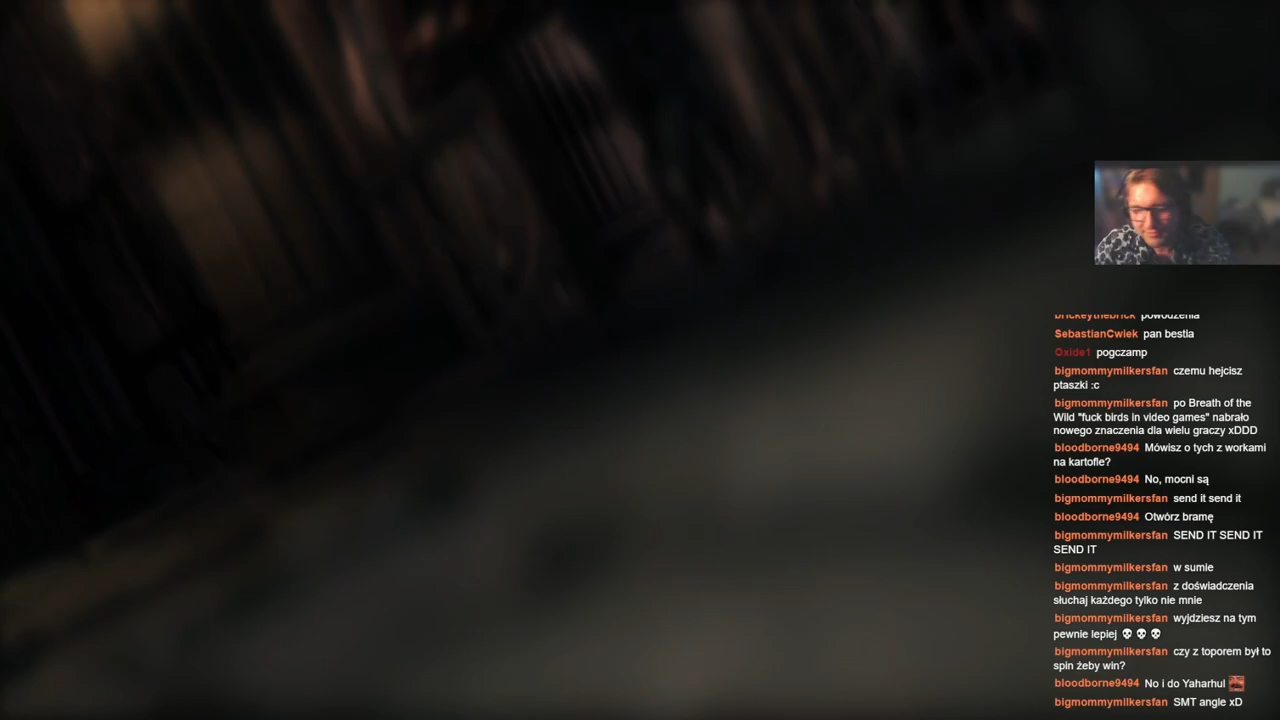 brickeythebrick powodzenia
SebastianCwiek pan bestia
Oxide1 pogczamp
bigmommymilkersfan czemu hejcisz
ptaszki :c
bigmommymilkersfan po Breath of the
Wild "fuck birds in video games" nabrało
nowego znaczenia dla wielu graczy xDDD
bloodborne9494 Mówisz o tych z workami
na kartofle?
bloodborne9494 No, mocni są
bigmommymilkersfan send it send it
bloodborne9494 Otwórz bramę
bigmommymilkersfan SEND IT SEND IT
SEND IT
bigmommymilkersfan w sumie
bigmommymilkersfan z doświadczenia
słuchaj każdego tylko nie mnie
bigmommymilkersfan wyjdziesz na tym
pewnie lepiej 💀 💀 💀
bigmommymilkersfan czy z toporem był to
spin żeby win?
bloodborne9494 No i do Yaharhul
bigmommymilkersfan SMT angle xD